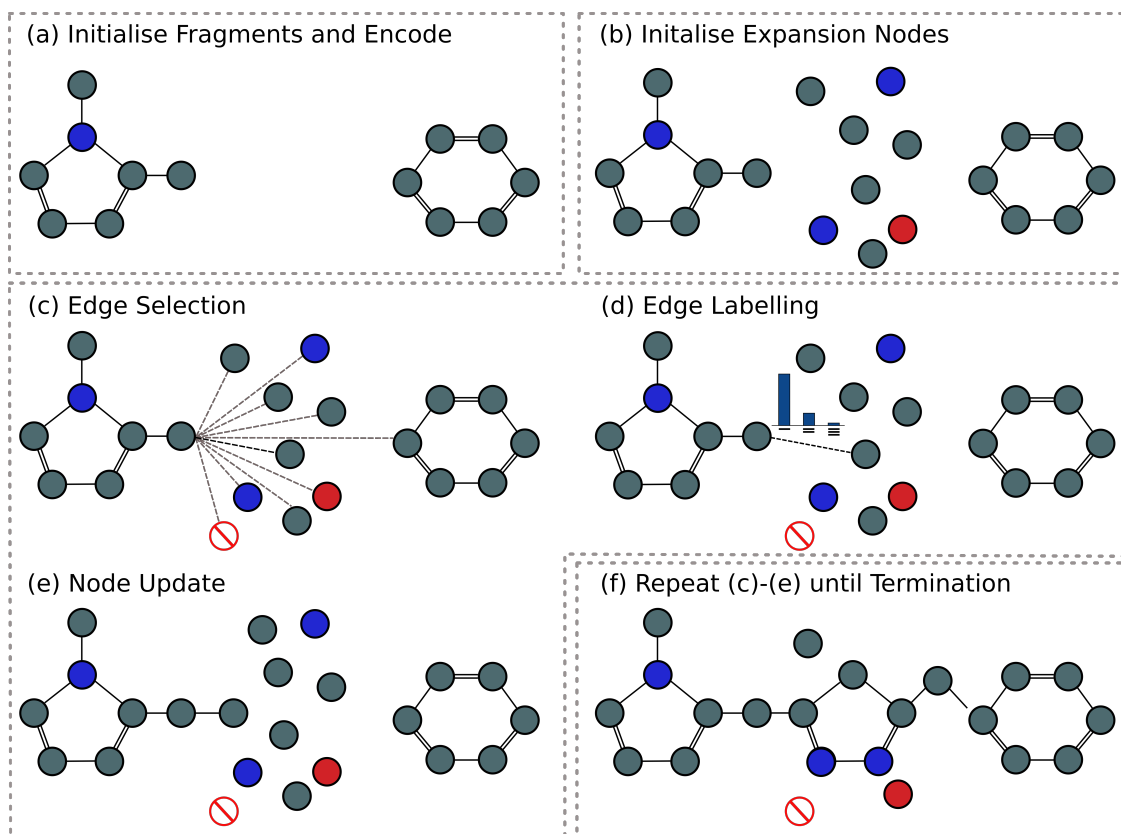 (a) Initialise Fragments and Encode
(b) Initalise Expansion Nodes
(c) Edge Selection
(d) Edge Labelling
(e) Node Update
(f) Repeat (c)-(e) until Termination